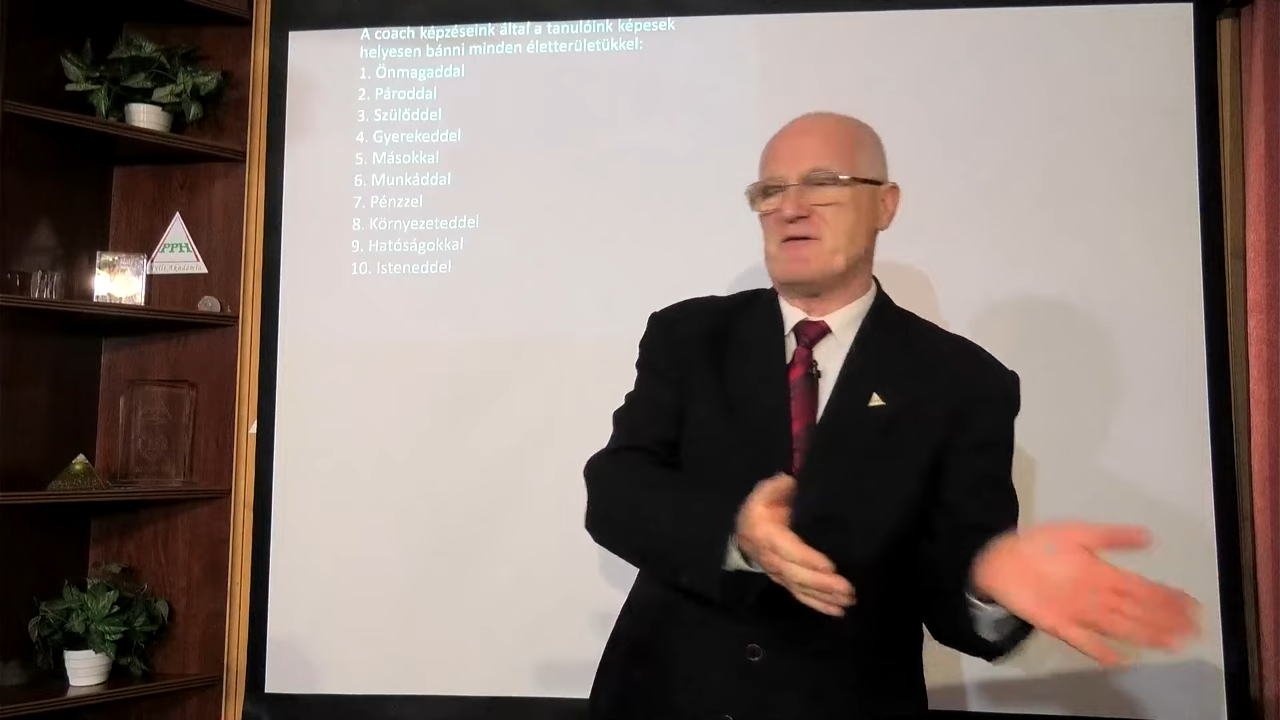 A coach képzéseink által a tanulóink képesek
helyesen bánni minden életterületükkel:
1. Önmagaddal
2. Pároddal
3. Szülőddel
4. Gyerekeddel
5. Másokkal
6. Munkáddal
7. Pénzzel
8. Környezeteddel
9. Hatóságokkal
10. Isteneddel
PPH